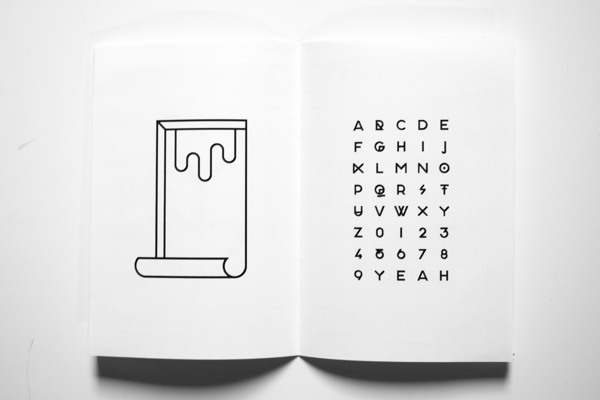 A B C D E
F G H I J
K L M N O
P Q R S T
U V W X Y
Z 0 1 2 3
4 5 6 7 8
9 Y E A H